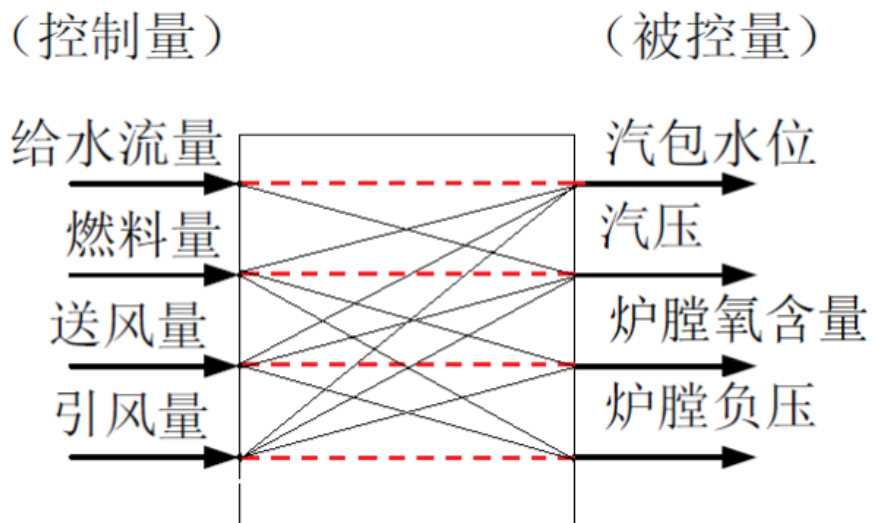 （控制量）
（被控量）
给水流量
汽包水位
燃料量
汽压
送风量
炉膛氧含量
引风量
炉膛负压